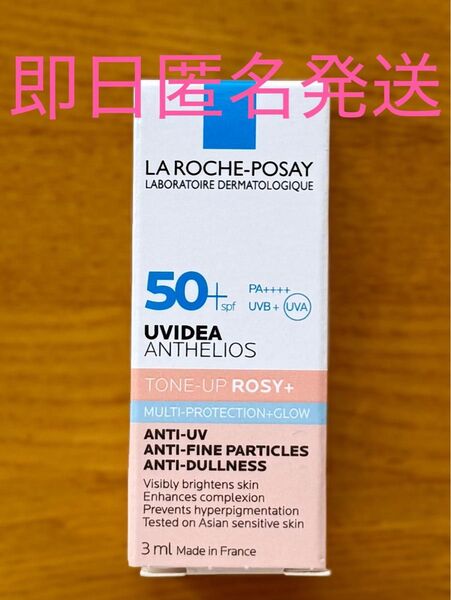 即日匿名発送
LA ROCHE-POSAY
LABORATOIRE DERMATOLOGIQUE
50+ spf
PA++++
UVB + UVA
UVIDEA
ANTHELIOS
TONE-UP ROSY+
MULTI-PROTECTION+GLOW
ANTI-UV
ANTI-FINE PARTICLES
ANTI-DULLNESS
Visibly brightens skin
Enhances complexion
Prevents hyperpigmentation
Tested on Asian sensitive skin
3 ml Made in France